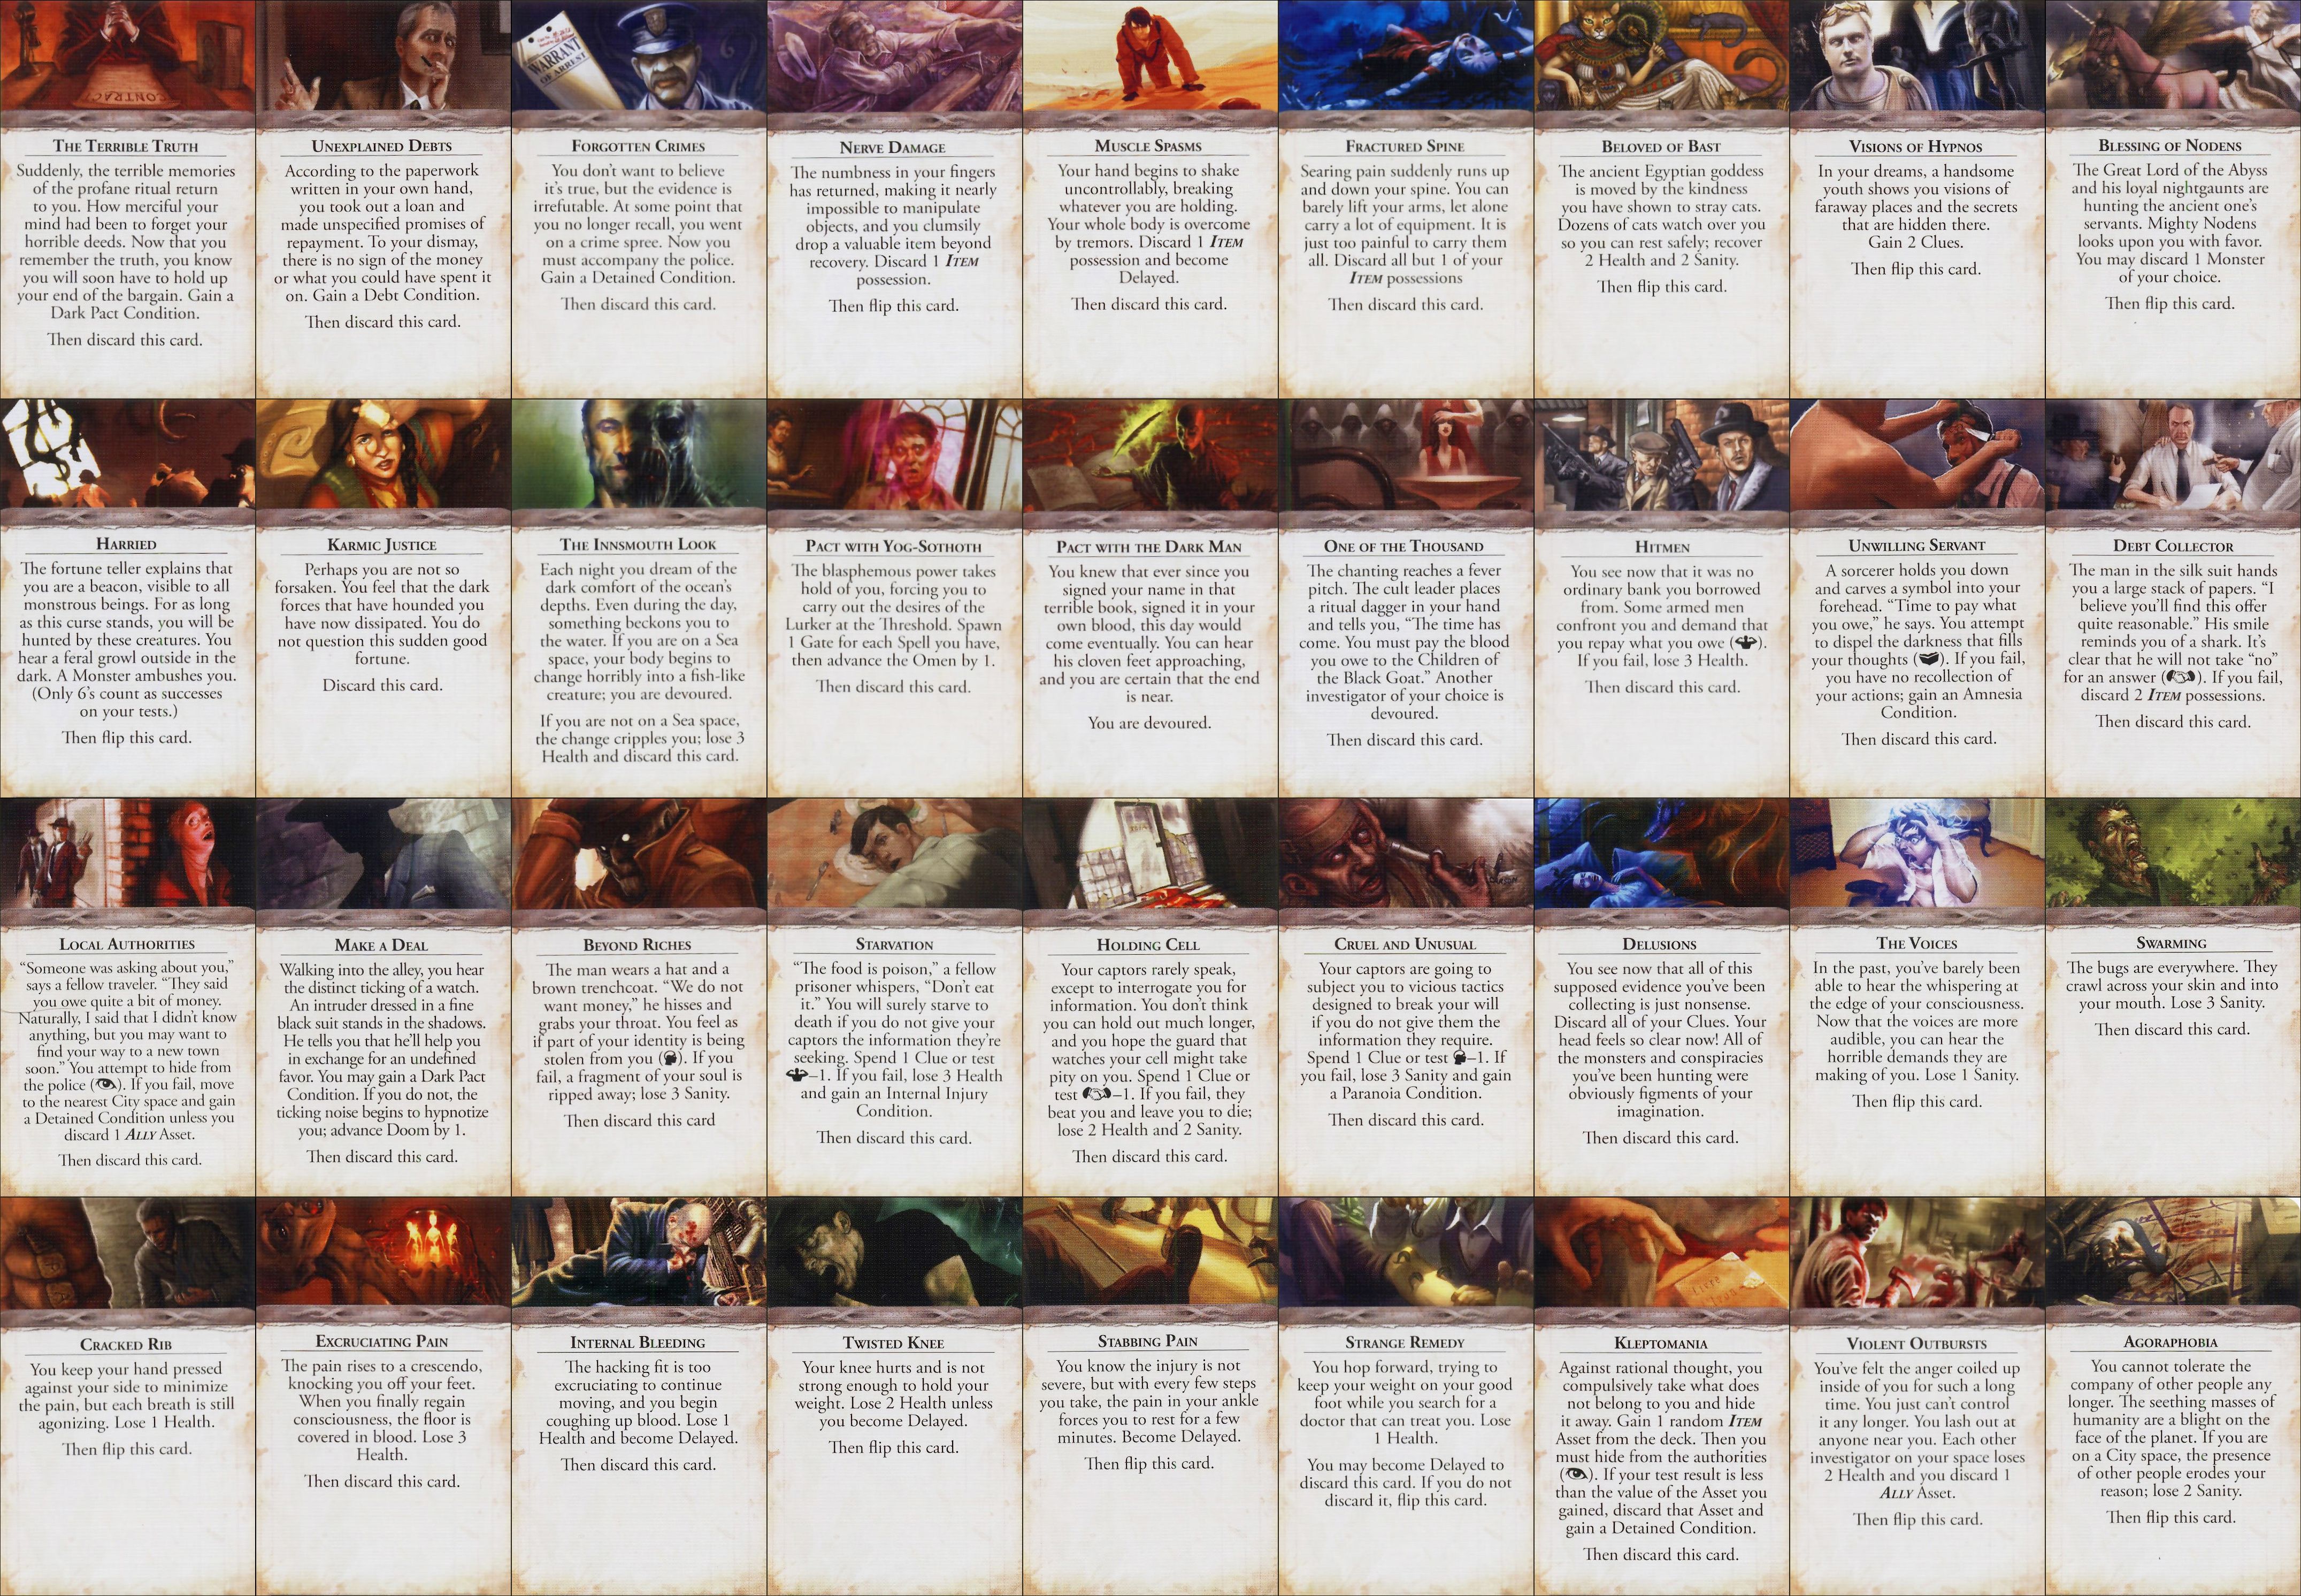 CONTRACT
THE TERRIBLE TRUTH
Suddenly, the terrible memories
of the profane ritual return
to you. How merciful your
mind had been to forget your
horrible deeds. Now that you
remember the truth, you know
you will soon have to hold up
your end of the bargain. Gain a
Dark Pact Condition.
Then discard this card.
UNEXPLAINED DEBTS
According to the paperwork
written in your own hand,
you took out a loan and
made unspecified promises of
repayment. To your dismay,
there is no sign of the money
or what you could have spent it
on. Gain a Debt Condition.
Then discard this card.
WARRANT
OF ARREST
FORGOTTEN CRIMES
You don't want to believe
it's true, but the evidence is
irrefutable. At some point that
you no longer recall, you went
on a crime spree. Now you
must accompany the police.
Gain a Detained Condition.
Then discard this card.
NERVE DAMAGE
The numbness in your fingers
has returned, making it nearly
impossible to manipulate
objects, and you clumsily
drop a valuable item beyond
recovery. Discard 1 ITEM
possession.
Then flip this card.
MUSCLE SPASMS
Your hand begins to shake
uncontrollably, breaking
whatever you are holding.
Your whole body is overcome
by tremors. Discard 1 ITEM
possession and become
Delayed.
Then discard this card.
FRACTURED SPINE
Searing pain suddenly runs up
and down your spine. You can
barely lift your arms, let alone
carry a lot of equipment. It is
just too painful to carry them
all. Discard all but 1 of your
ITEM possessions
Then discard this card.
BELOVED OF BAST
The ancient Egyptian goddess
is moved by the kindness
you have shown to stray cats.
Dozens of cats watch over you
so you can rest safely; recover
2 Health and 2 Sanity.
Then flip this card.
VISIONS OF HYPNOS
In your dreams, a handsome
youth shows you visions of
faraway places and the secrets
that are hidden there.
Gain 2 Clues.
Then flip this card.
BLESSING OF NODENS
The Great Lord of the Abyss
and his loyal nightgaunts are
hunting the ancient one's
servants. Mighty Nodens
looks upon you with favor.
You may discard 1 Monster
of your choice.
Then flip this card.
HARRIED
The fortune teller explains that
you are a beacon, visible to all
monstrous beings. For as long
as this curse stands, you will be
hunted by these creatures. You
hear a feral growl outside in the
dark. A Monster ambushes you.
(Only 6's count as successes
on your tests.)
Then flip this card.
KARMIC JUSTICE
Perhaps you are not so
forsaken. You feel that the dark
forces that have hounded you
have now dissipated. You do
not question this sudden good
fortune.
Discard this card.
THE INNSMOUTH LOOK
Each night you dream of the
dark comfort of the ocean's
depths. Even during the day,
something beckons you to
the water. If you are on a Sea
space, your body begins to
change horribly into a fish-like
creature; you are devoured.
If you are not on a Sea space,
the change cripples you; lose 3
Health and discard this card.
PACT WITH YOG-SOTHOTH
The blasphemous power takes
hold of you, forcing you to
carry out the desires of the
Lurker at the Threshold. Spawn
1 Gate for each Spell you have,
then advance the Omen by 1.
Then discard this card.
PACT WITH THE DARK MAN
You knew that ever since you
signed your name in that
terrible book, signed it in your
own blood, this day would
come eventually. You can hear
his cloven feet approaching,
and you are certain that the end
is near.
You are devoured.
ONE OF THE THOUSAND
The chanting reaches a fever
pitch. The cult leader places
a ritual dagger in your hand
and tells you, "The time has
come. You must pay the blood
you owe to the Children of
the Black Goat." Another
investigator of your choice is
devoured.
Then discard this card.
HITMEN
You see now that it was no
ordinary bank you borrowed
from. Some armed men
confront you and demand that
you repay what you owe ( ).
If you fail, lose 3 Health.
Then discard this card.
UNWILLING SERVANT
A sorcerer holds you down
and carves a symbol into your
forehead. "Time to pay what
you owe," he says. You attempt
to dispel the darkness that fills
your thoughts ( ). If you fail,
you have no recollection of
your actions; gain an Amnesia
Condition.
Then discard this card.
DEBT COLLECTOR
The man in the silk suit hands
you a large stack of papers. "I
believe you'll find this offer
quite reasonable." His smile
reminds you of a shark. It's
clear that he will not take "no"
for an answer ( ). If you fail,
discard 2 ITEM possessions.
Then discard this card.
LOCAL AUTHORITIES
"Someone was asking about you,"
says a fellow traveler. "They said
you owe quite a bit of money.
Naturally, I said that I didn't know
anything, but you may want to
find your way to a new town
soon." You attempt to hide from
the police ( ). If you fail, move
to the nearest City space and gain
a Detained Condition unless you
discard 1 ALLY Asset.
Then discard this card.
MAKE A DEAL
Walking into the alley, you hear
the distinct ticking of a watch.
An intruder dressed in a fine
black suit stands in the shadows.
He tells you that he'll help you
in exchange for an undefined
favor. You may gain a Dark Pact
Condition. If you do not, the
ticking noise begins to hypnotize
you; advance Doom by 1.
Then discard this card.
BEYOND RICHES
The man wears a hat and a
brown trenchcoat. "We do not
want money," he hisses and
grabs your throat. You feel as
if part of your identity is being
stolen from you ( ). If you
fail, a fragment of your soul is
ripped away; lose 3 Sanity.
Then discard this card
STARVATION
"The food is poison," a fellow
prisoner whispers, "Don't eat
it." You will surely starve to
death if you do not give your
captors the information they're
seeking. Spend 1 Clue or test
–1. If you fail, lose 3 Health
and gain an Internal Injury
Condition.
Then discard this card.
HOLDING CELL
Your captors rarely speak,
except to interrogate you for
information. You don't think
you can hold out much longer,
and you hope the guard that
watches your cell might take
pity on you. Spend 1 Clue or
test –1. If you fail, they
beat you and leave you to die;
lose 2 Health and 2 Sanity.
Then discard this card.
CRUEL AND UNUSUAL
Your captors are going to
subject you to vicious tactics
designed to break your will
if you do not give them the
information they require.
Spend 1 Clue or test –1. If
you fail, lose 3 Sanity and gain
a Paranoia Condition.
Then discard this card.
DELUSIONS
You see now that all of this
supposed evidence you've been
collecting is just nonsense.
Discard all of your Clues. Your
head feels so clear now! All of
the monsters and conspiracies
you've been hunting were
obviously figments of your
imagination.
Then discard this card.
THE VOICES
In the past, you've barely been
able to hear the whispering at
the edge of your consciousness.
Now that the voices are more
audible, you can hear the
horrible demands they are
making of you. Lose 1 Sanity.
Then flip this card.
SWARMING
The bugs are everywhere. They
crawl across your skin and into
your mouth. Lose 3 Sanity.
Then discard this card.
CRACKED RIB
You keep your hand pressed
against your side to minimize
the pain, but each breath is still
agonizing. Lose 1 Health.
Then flip this card.
EXCRUCIATING PAIN
The pain rises to a crescendo,
knocking you off your feet.
When you finally regain
consciousness, the floor is
covered in blood. Lose 3
Health.
Then discard this card.
INTERNAL BLEEDING
The hacking fit is too
excruciating to continue
moving, and you begin
coughing up blood. Lose 1
Health and become Delayed.
Then discard this card.
TWISTED KNEE
Your knee hurts and is not
strong enough to hold your
weight. Lose 2 Health unless
you become Delayed.
Then flip this card.
STABBING PAIN
You know the injury is not
severe, but with every few steps
you take, the pain in your ankle
forces you to rest for a few
minutes. Become Delayed.
Then flip this card.
STRANGE REMEDY
You hop forward, trying to
keep your weight on your good
foot while you search for a
doctor that can treat you. Lose
1 Health.
You may become Delayed to
discard this card. If you do not
discard it, flip this card.
KLEPTOMANIA
Against rational thought, you
compulsively take what does
not belong to you and hide
it away. Gain 1 random ITEM
Asset from the deck. Then you
must hide from the authorities
( ). If your test result is less
than the value of the Asset you
gained, discard that Asset and
gain a Detained Condition.
Then discard this card.
VIOLENT OUTBURSTS
You've felt the anger coiled up
inside of you for such a long
time. You just can't control
it any longer. You lash out at
anyone near you. Each other
investigator on your space loses
2 Health and you discard 1
ALLY Asset.
Then flip this card.
AGORAPHOBIA
You cannot tolerate the
company of other people any
longer. The seething masses of
humanity are a blight on the
face of the planet. If you are
on a City space, the presence
of other people erodes your
reason; lose 2 Sanity.
Then flip this card.